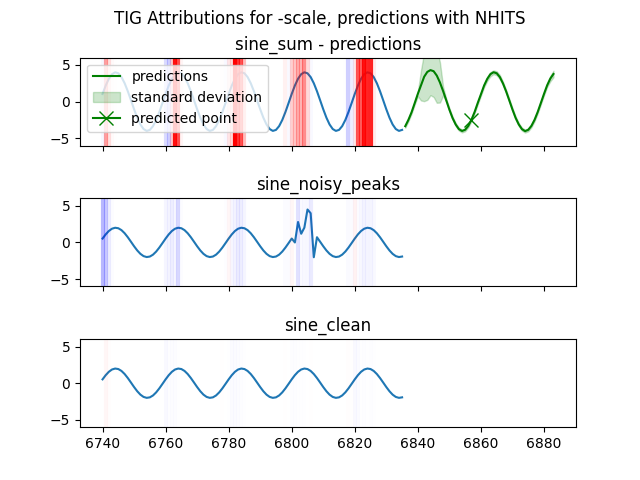 TIG Attributions for -scale, predictions with NHITS
sine_sum - predictions
5
0
−5
predictions
standard deviation
predicted point
sine_noisy_peaks
5
0
−5
sine_clean
5
0
−5
6740 6760 6780 6800 6820 6840 6860 6880